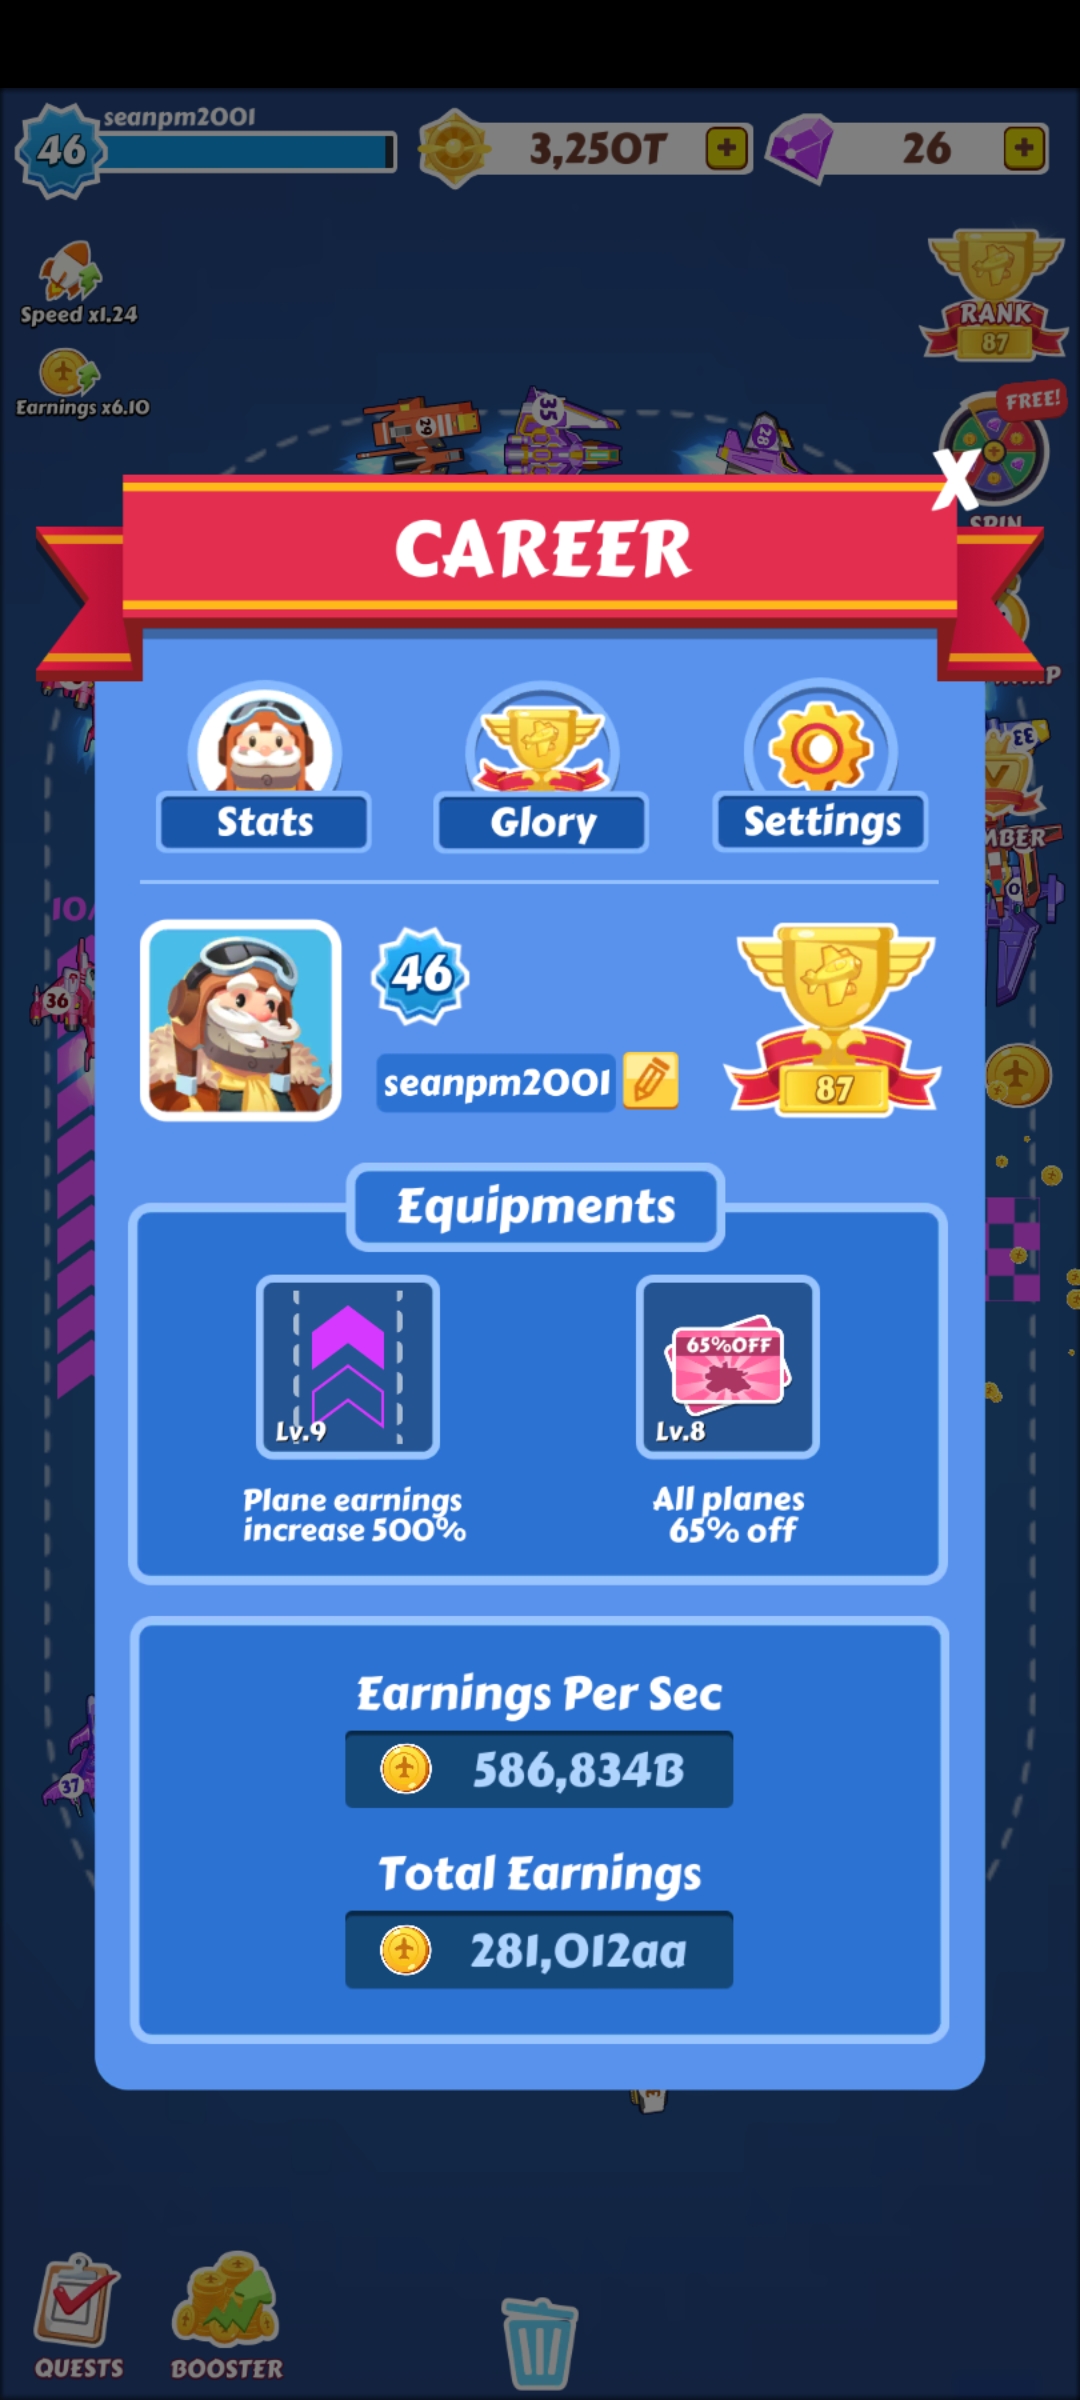 seanpm2001
46
3,250T
26
Speed x1.24
RANK
87
Earnings x6.10
FREE!
29
35
28
SPIN
CAREER
X
Stats
Glory
Settings
33
46
36
seanpm2001
87
Equipments
65%OFF
Lv.9
Lv.8
Plane earnings
increase 500%
All planes
65% off
Earnings Per Sec
586,834B
37
Total Earnings
281,012aa
QUESTS
BOOSTER